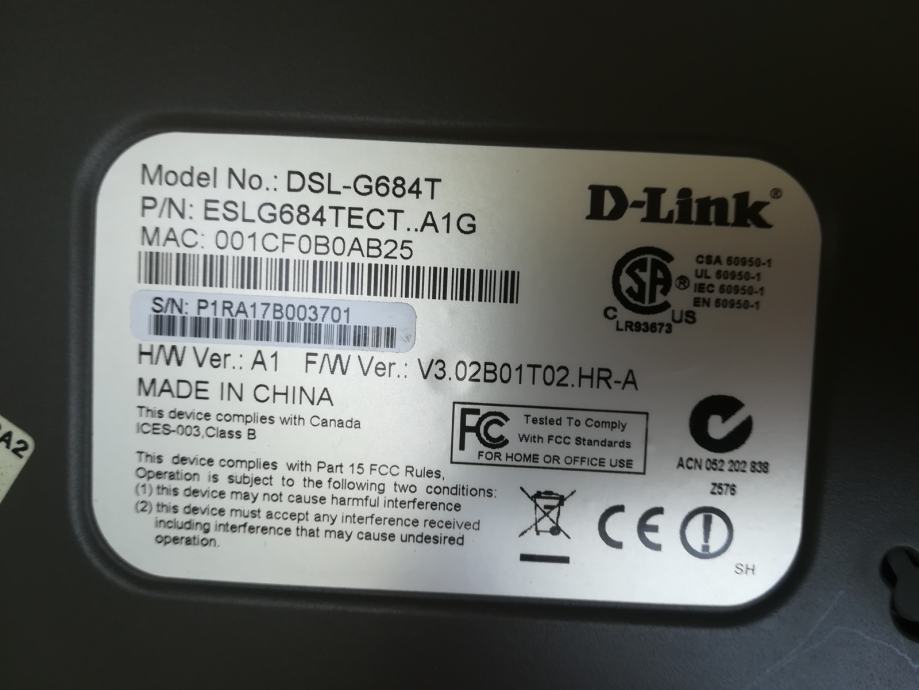 Model No.: DSL-G684T
P/N: ESLG684TECT..A1G
MAC: 001CF0B0AB25
S/N: P1RA17B003701
H/W Ver.: A1 F/W Ver.: V3.02B01T02.HR-A
MADE IN CHINA
This device complies with Canada
ICES-003,Class B
This device complies with Part 15 FCC Rules,
Operation is subject to the following two conditions:
(1) this device may not cause harmful interference
(2) this device must accept any interference received
including interference that may cause undesired
operation.
D-Link®
CSA 60950-1
UL 60950-1
IEC 60950-1
EN 60950-1
C SA® US
LR93673
FC Tested To Comply
With FCC Standards
FOR HOME OR OFFICE USE
ACN 052 202 838
Z576
CE
SH
A2